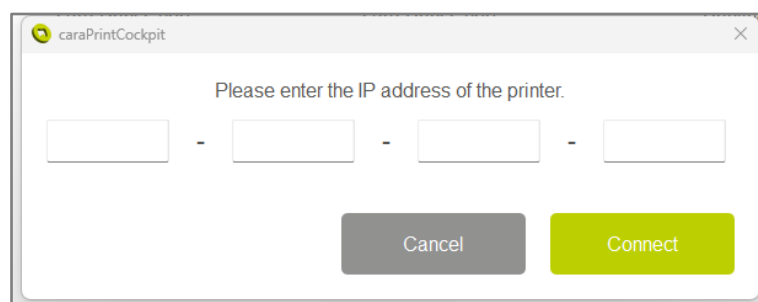 caraPrintCockpit
Please enter the IP address of the printer.
- - -
Cancel Connect